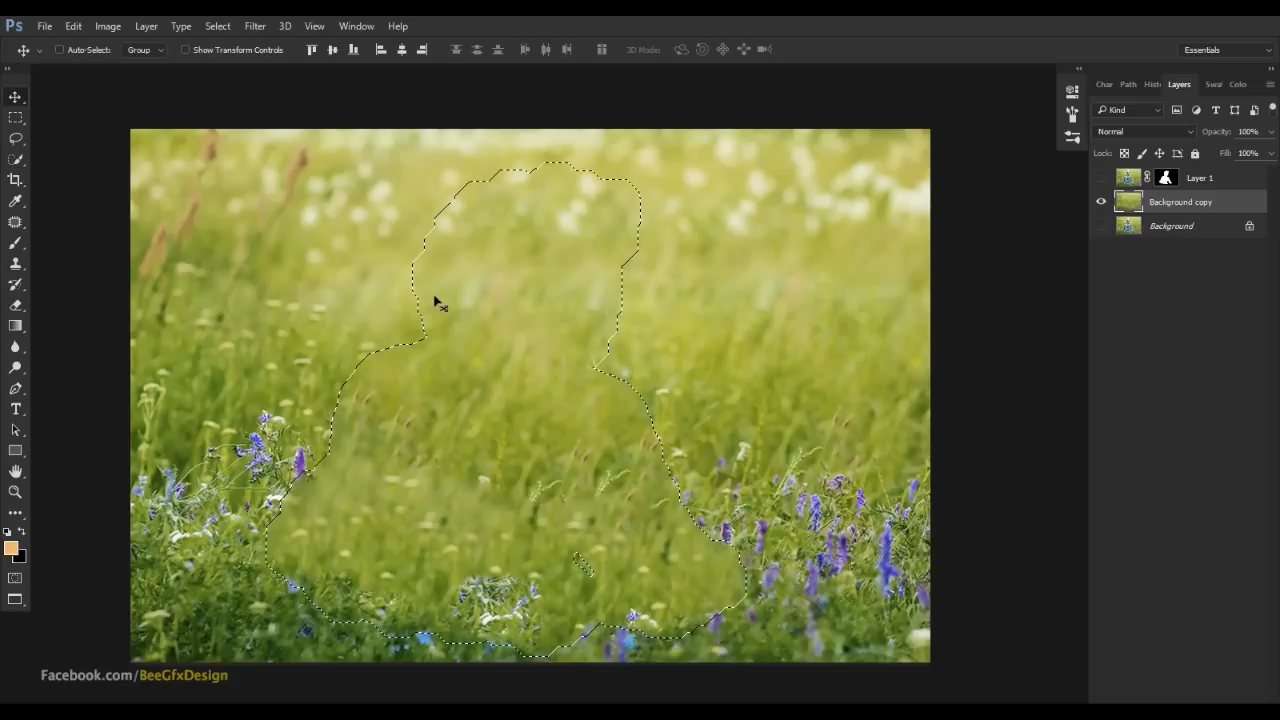 Ps File Edit Image Layer Type Select Filter 3D View Window Help
Auto-Select: Group Show Transform Controls 3D Mode: Essentials
Char Path Hist Layers Swat Colo
Kind
Normal Opacity: 100%
Lock: Fill: 100%
Layer 1
Background copy
Background
Facebook.com/BeeGfxDesign